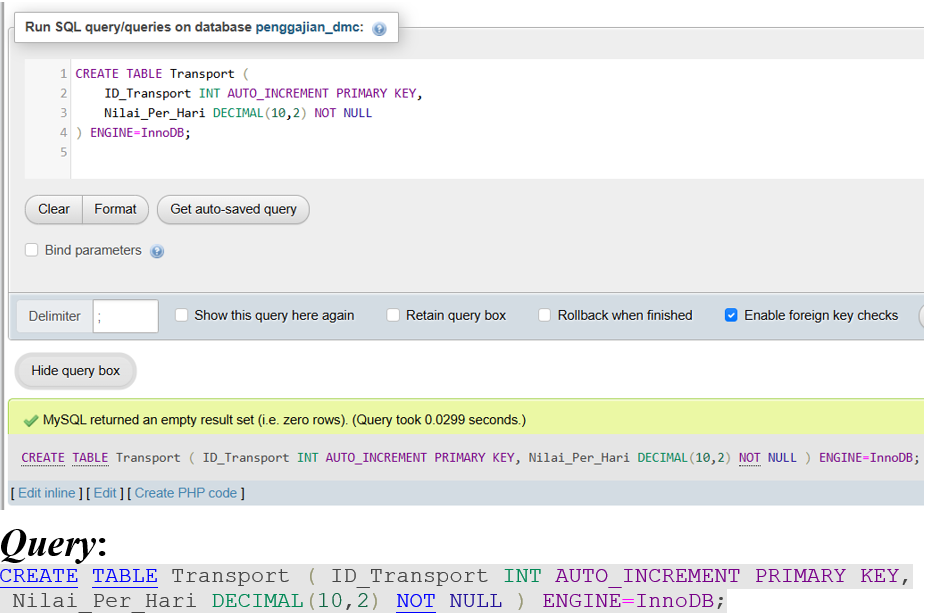 Run SQL query/queries on database penggajian_dmc:
1 CREATE TABLE Transport (
2 ID_Transport INT AUTO_INCREMENT PRIMARY KEY,
3 Nilai_Per_Hari DECIMAL(10,2) NOT NULL
4 ) ENGINE=InnoDB;
5
Clear Format Get auto-saved query
Bind parameters
Delimiter ; Show this query here again Retain query box Rollback when finished Enable foreign key checks
Hide query box
MySQL returned an empty result set (i.e. zero rows). (Query took 0.0299 seconds.)
CREATE TABLE Transport ( ID_Transport INT AUTO_INCREMENT PRIMARY KEY, Nilai_Per_Hari DECIMAL(10,2) NOT NULL ) ENGINE=InnoDB;
[ Edit inline ] [ Edit ] [ Create PHP code ]
Query:
CREATE TABLE Transport ( ID_Transport INT AUTO_INCREMENT PRIMARY KEY,
Nilai_Per_Hari DECIMAL(10,2) NOT NULL ) ENGINE=InnoDB;